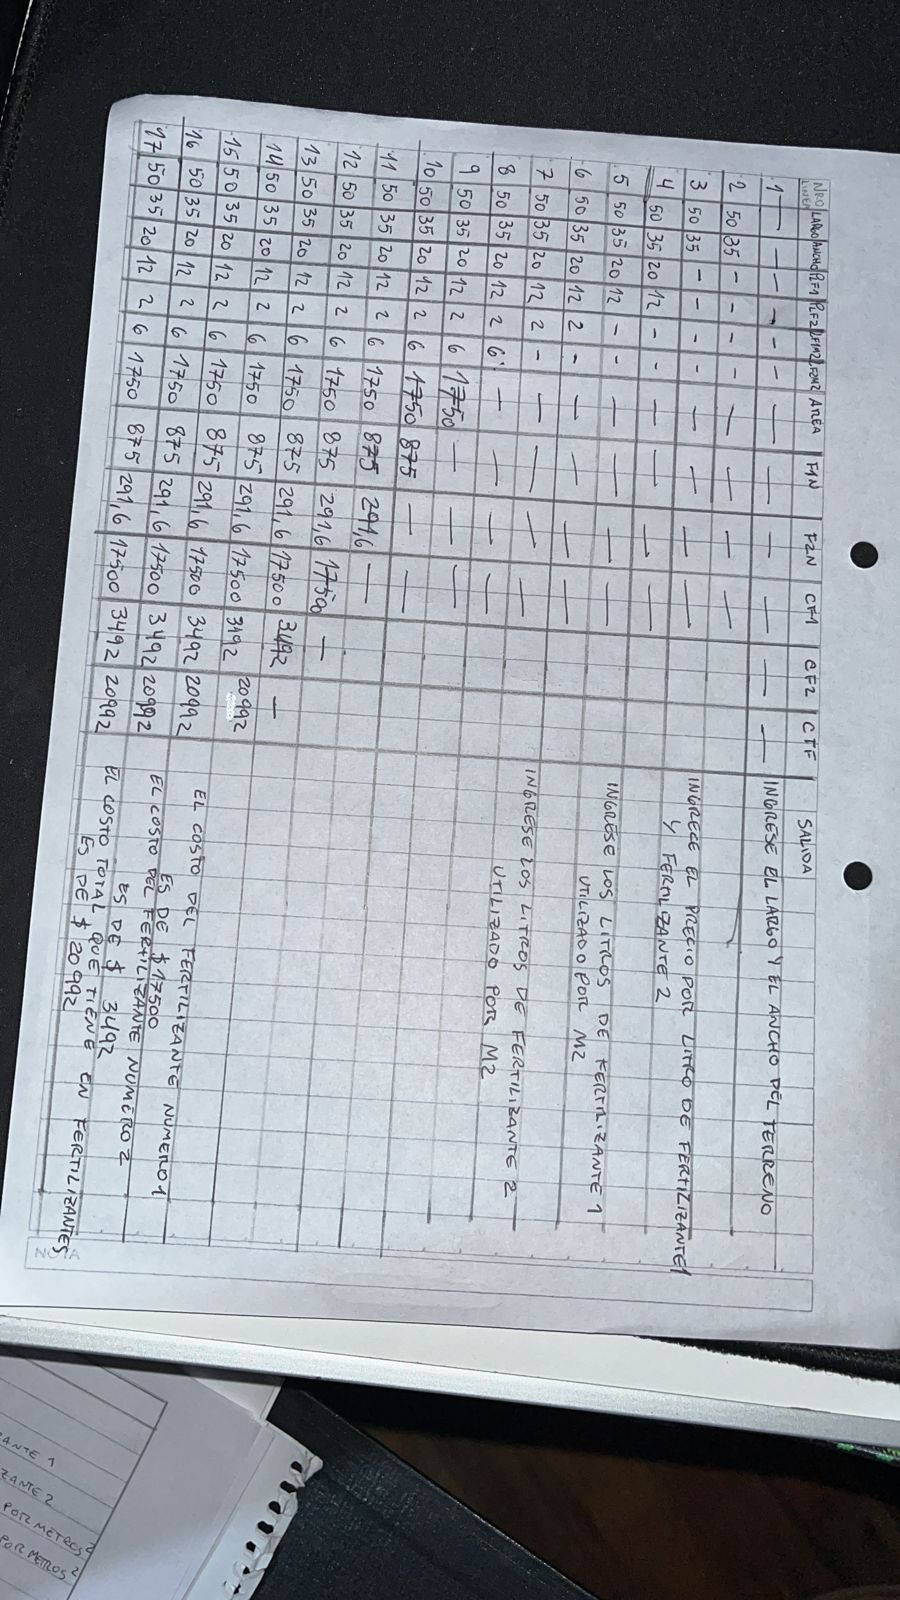 NRO LINEA LARGO ANCHO PLF1 PLF2 LF1M2 LF2M2 AREA F1N F2N CF1 CF2 CTF SALIDA
1 — — - - - - — — — — — — INGRESE EL LARGO Y EL ANCHO DEL TERRENO
2 50 35 - - - - — — — —
3 50 35 - - - - — — — — INGRECE EL PRECIO POR LITRO DE FERTILIZANTE 1
Y FERTILIZANTE 2
4 50 35 20 12 - - — — — —
5 50 35 20 12 - - — — — — INGRESE LOS LITROS DE FERTILIZANTE 1
UTILIZAO POR M2
6 50 35 20 12 2 - — — — —
7 50 35 20 12 2 - — — — — INGRESE LOS LITROS DE FERTILIZANTE 2
UTILIZADO POR M2
8 50 35 20 12 2 6 — — — —
9 50 35 20 12 2 6 1750 — — —
10 50 35 20 12 2 6 1750 875 — —
11 50 35 20 12 2 6 1750 875 291,6 —
12 50 35 20 12 2 6 1750 875 291,6 17500 —
13 50 35 20 12 2 6 1750 875 291,6 17500 3492 —
14 50 35 20 12 2 6 1750 875 291,6 17500 3492 20992
15 50 35 20 12 2 6 1750 875 291,6 17500 3492 20992 EL COSTO DEL FERTILIZANTE NUMERO 1
ES DE $17500
16 50 35 20 12 2 6 1750 875 291,6 17500 3492 20992 EL COSTO DEL FERTILIZANTE NUMERO 2
ES DE $ 3492
17 50 35 20 12 2 6 1750 875 291,6 17500 3492 20992 EL COSTO TOTAL QUE TIENE EN FERTILIZANTES
ES DE $ 20992
NOTA
ANTE 1
ZANTE 2
POR METROS 2
POR METROS 2